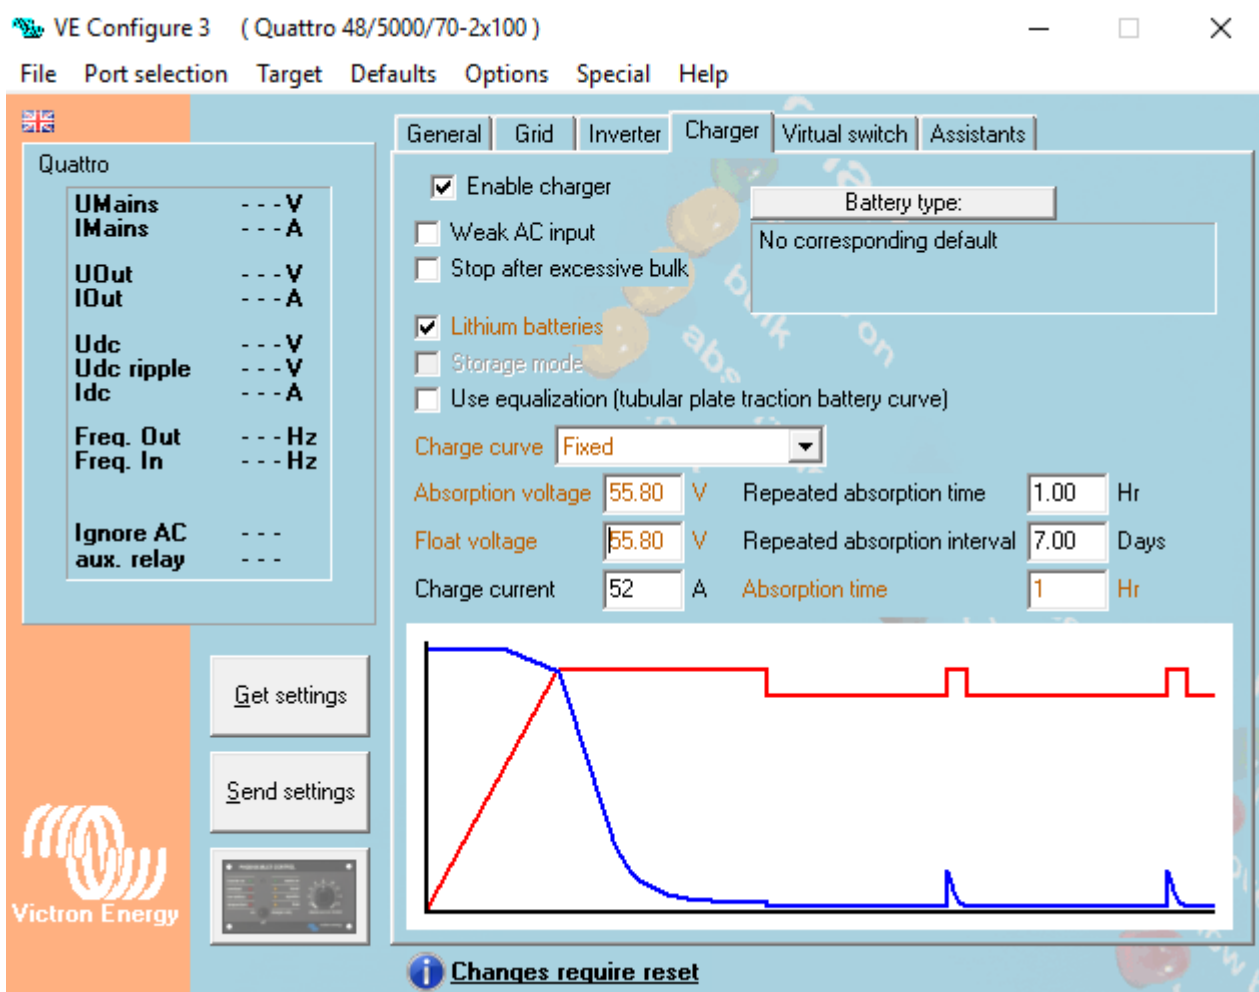 VE Configure 3 ( Quattro 48/5000/70-2x100 )
File Port selection Target Defaults Options Special Help
General Grid Inverter Charger Virtual switch Assistants
Quattro
UMains - - - V
IMains - - - A
UOut - - - V
IOut - - - A
Udc - - - V
Udc ripple - - - V
Idc - - - A
Freq. Out - - - Hz
Freq. In - - - Hz
Ignore AC - - -
aux. relay - - -
Get settings
Send settings
Victron Energy
Enable charger
Battery type:
Weak AC input
No corresponding default
Stop after excessive bulk
Lithium batteries
Storage mode
Use equalization (tubular plate traction battery curve)
Charge curve Fixed
Absorption voltage 55.80 V Repeated absorption time 1.00 Hr
Float voltage 55.80 V Repeated absorption interval 7.00 Days
Charge current 52 A Absorption time 1 Hr
bulk
abs
on
Changes require reset